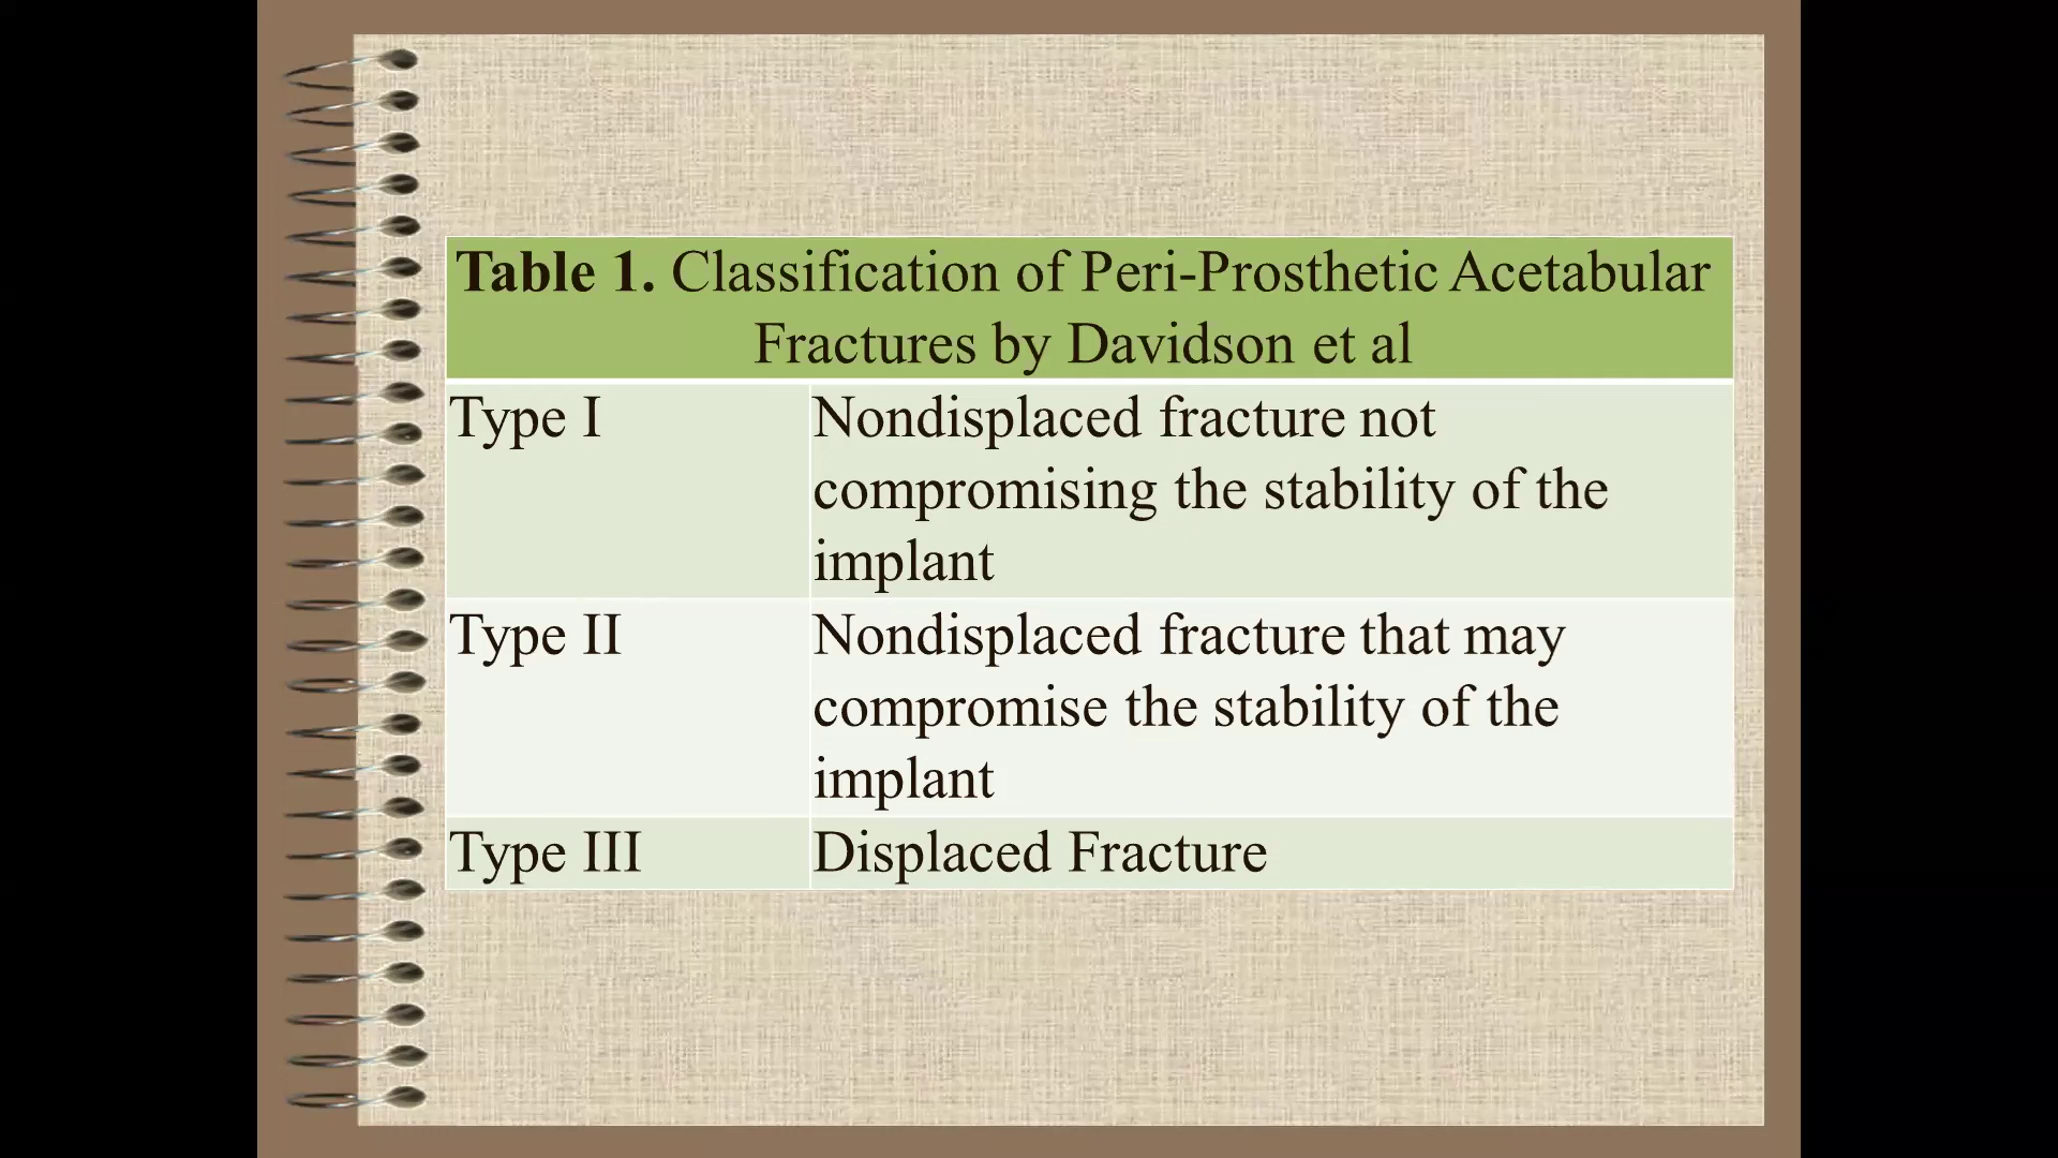 Table 1. Classification of Peri-Prosthetic Acetabular
Fractures by Davidson et al
Type I
Nondisplaced fracture not
compromising the stability of the
implant
Type II
Nondisplaced fracture that may
compromise the stability of the
implant
Type III
Displaced Fracture